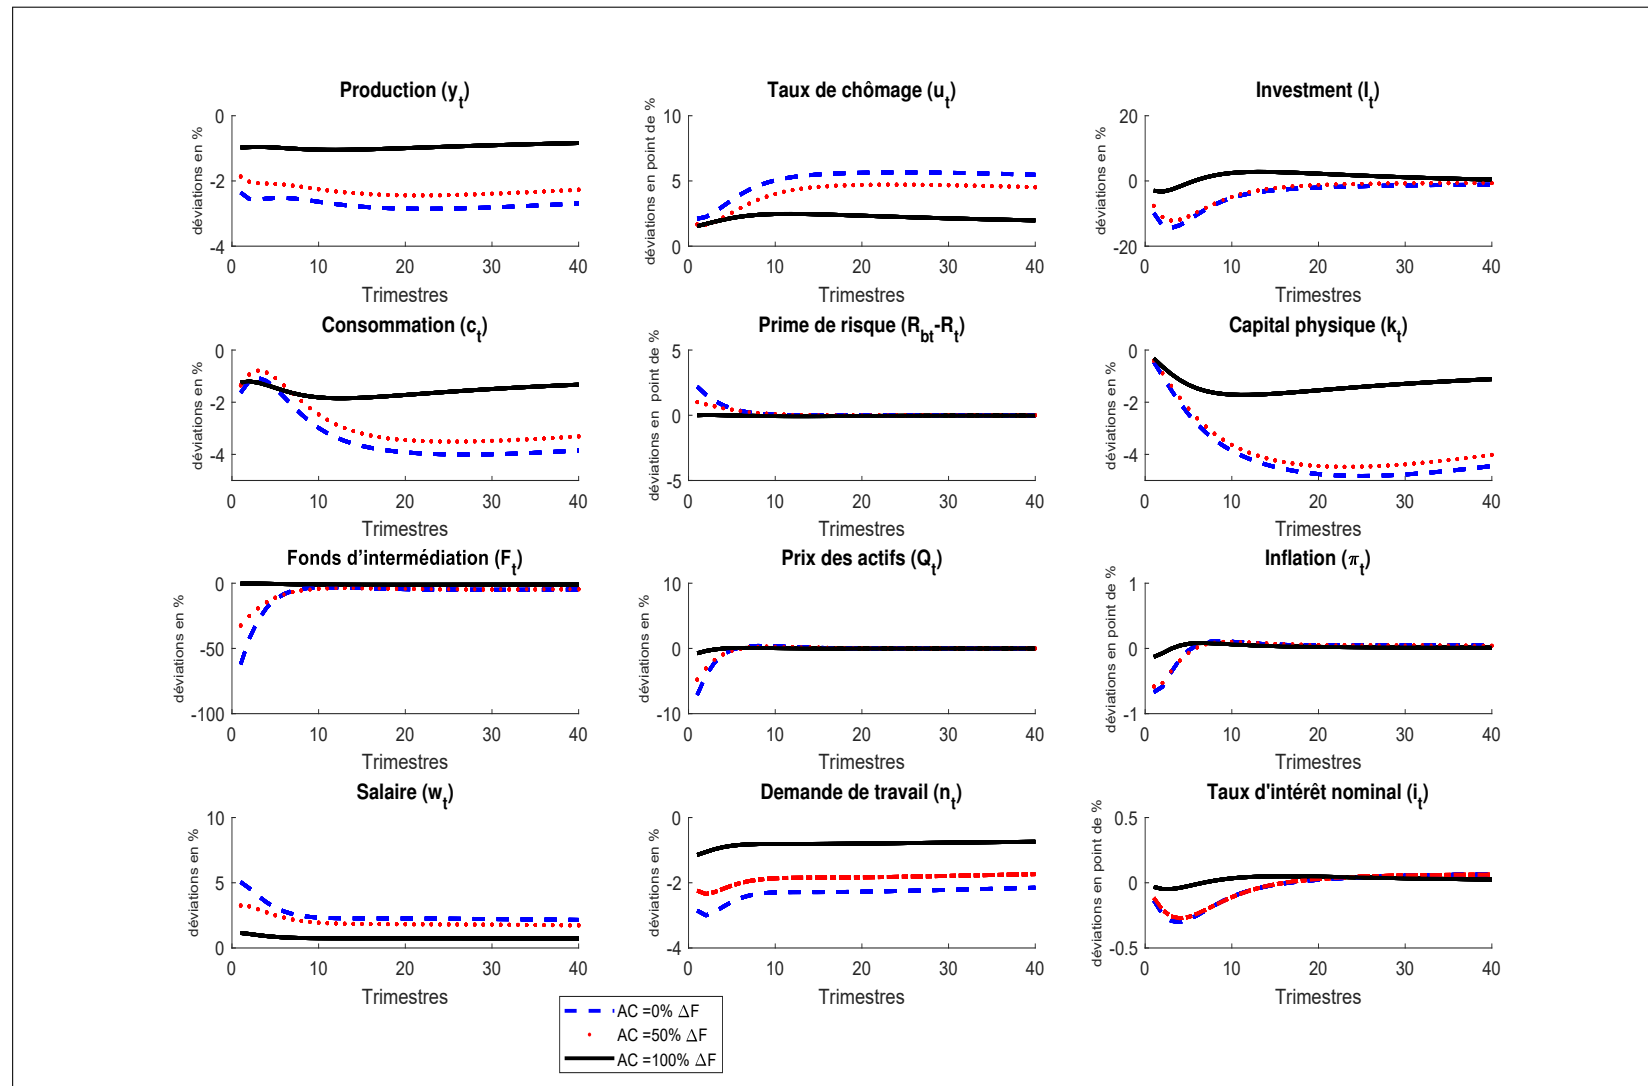 Production (y_t)
déviations en %
0
-2
-4
0 10 20 30 40
Trimestres
Taux de chômage (u_t)
déviations en point de %
10
5
0
0 10 20 30 40
Trimestres
Investment (I_t)
déviations en %
20
0
-20
0 10 20 30 40
Trimestres
Consommation (c_t)
déviations en %
0
-2
-4
0 10 20 30 40
Trimestres
Prime de risque (R_bt-R_t)
déviations en point de %
5
0
-5
0 10 20 30 40
Trimestres
Capital physique (k_t)
déviations en %
0
-2
-4
0 10 20 30 40
Trimestres
Fonds d'intermédiation (F_t)
déviations en %
0
-50
-100
0 10 20 30 40
Trimestres
Prix des actifs (Q_t)
déviations en %
10
0
-10
0 10 20 30 40
Trimestres
Inflation (π_t)
déviations en point de %
1
0
-1
0 10 20 30 40
Trimestres
Salaire (w_t)
déviations en %
10
5
0
0 10 20 30 40
Trimestres
Demande de travail (n_t)
déviations en %
0
-2
-4
0 10 20 30 40
Trimestres
Taux d'intérêt nominal (i_t)
déviations en point de %
0.5
0
-0.5
0 10 20 30 40
Trimestres
AC =0% ΔF
AC =50% ΔF
AC =100% ΔF